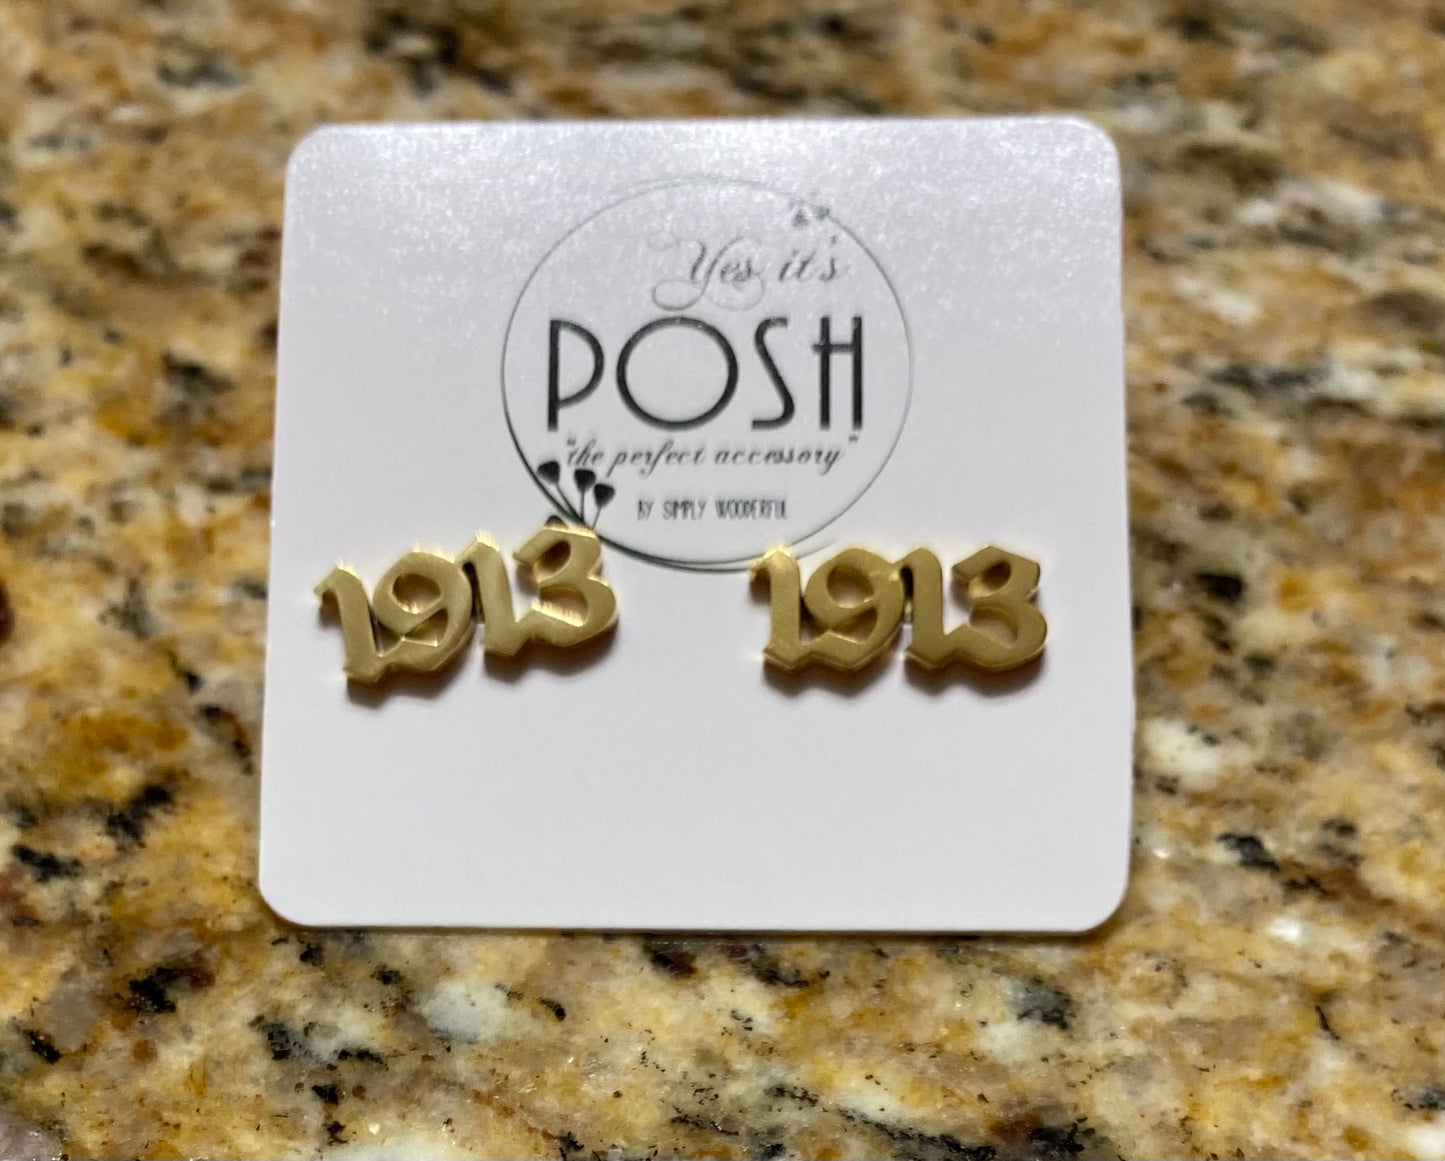 Yes it's
POSH
"the perfect accessory"
BY SIMPLY WOODERFUL
1913 1913